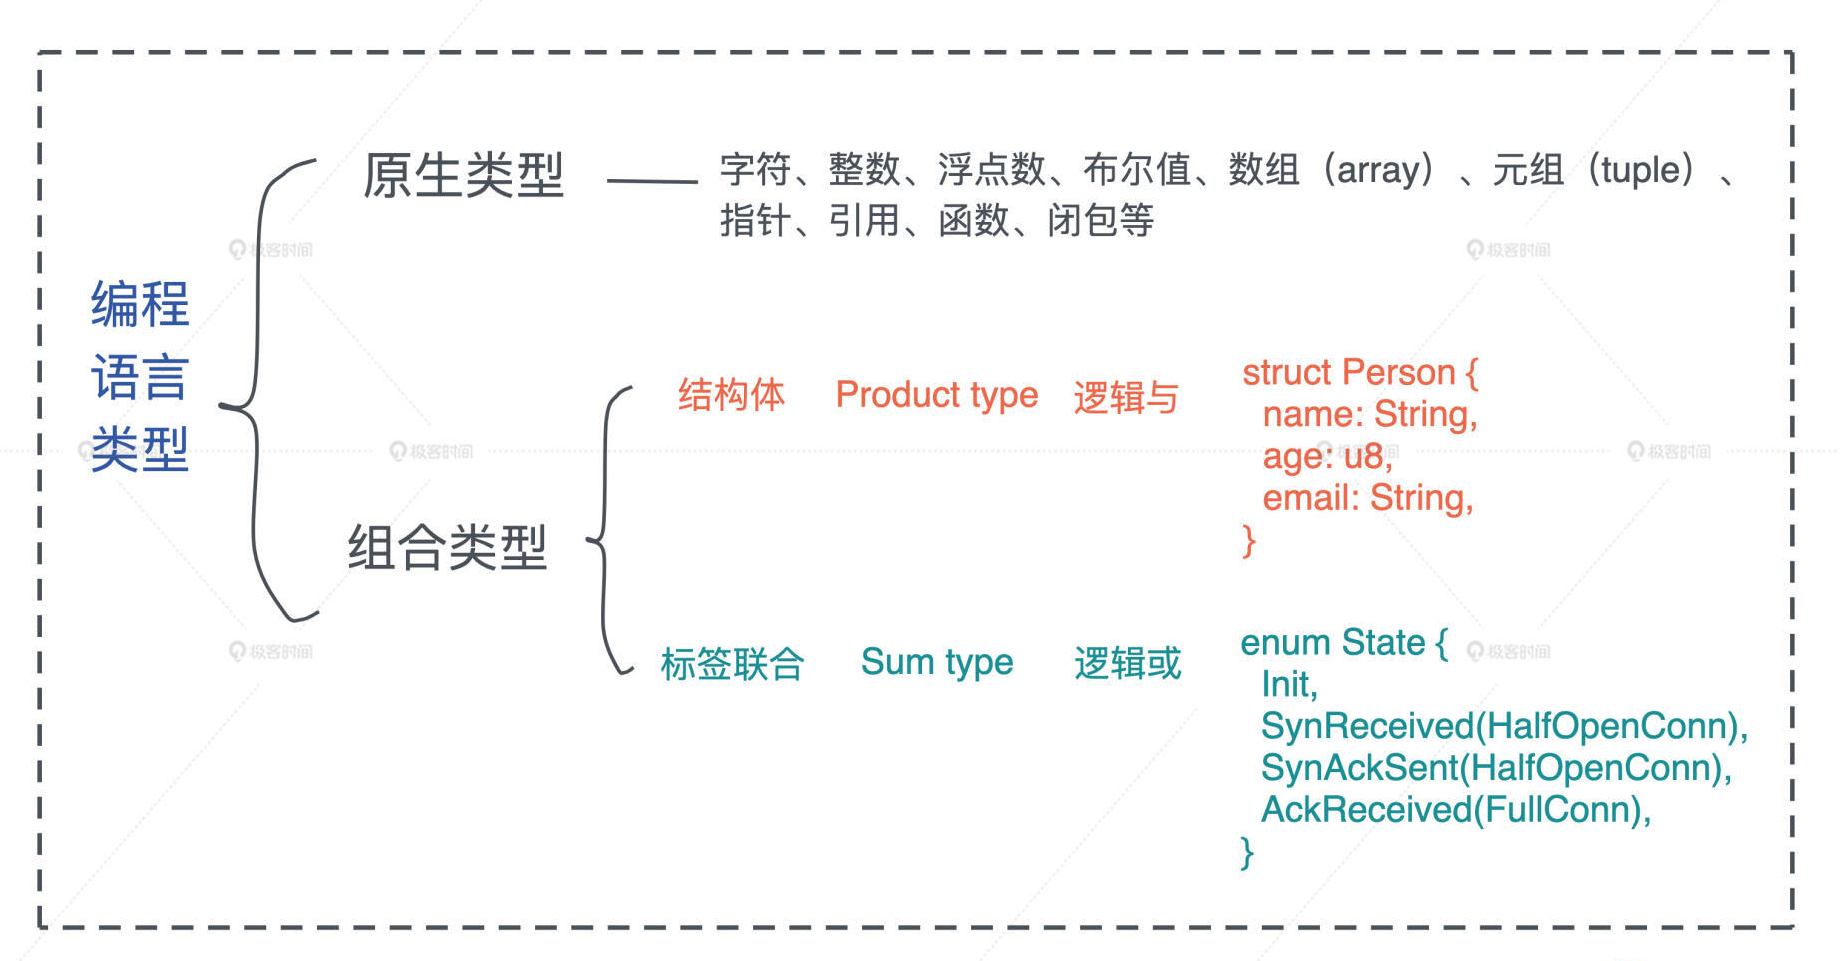 编程
语言
类型
原生类型
字符、整数、浮点数、布尔值、数组（array）、元组（tuple）、
指针、引用、函数、闭包等
组合类型
结构体 Product type 逻辑与
struct Person {
name: String,
age: u8,
email: String,
}
标签联合 Sum type 逻辑或
enum State {
Init,
SynReceived(HalfOpenConn),
SynAckSent(HalfOpenConn),
AckReceived(FullConn),
}
极客时间
极客时间
极客时间
极客时间
极客时间
极客时间
极客时间
极客时间